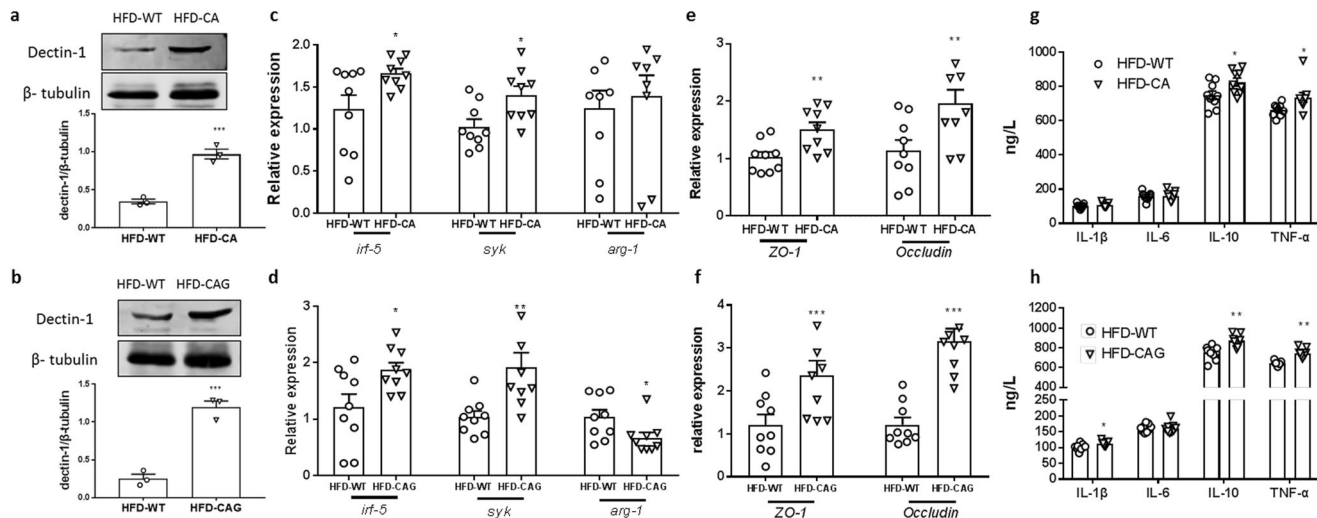 a
HFD-WT HFD-CA
Dectin-1
β- tubulin
dectin-1/β-tubulin
1.5
1.0
0.5
0.0
***
HFD-WT HFD-CA
b
HFD-WT HFD-CAG
Dectin-1
β- tubulin
dectin-1/β-tubulin
1.5
1.0
0.5
0.0
***
HFD-WT HFD-CAG
c
Relative expression
2.0
1.5
1.0
0.5
0.0
* *
HFD-WT HFD-CA HFD-WT HFD-CA HFD-WT HFD-CA
irf-5 syk arg-1
d
Relative expression
3
2
1
0
* ** *
HFD-WT HFD-CAG HFD-WT HFD-CAG HFD-WT HFD-CAG
irf-5 syk arg-1
e
Relative expression
3
2
1
0
** **
HFD-WT HFD-CA HFD-WT HFD-CA
ZO-1 Occludin
f
relative expression
4
3
2
1
0
*** ***
HFD-WT HFD-CAG HFD-WT HFD-CAG
ZO-1 Occludin
g
ng/L
1000
800
600
400
200
0
HFD-WT
HFD-CA
* *
IL-1β IL-6 IL-10 TNF-α
h
ng/L
1200
1000
800
600
400
200
150
100
50
0
HFD-WT
HFD-CAG
* ** **
IL-1β IL-6 IL-10 TNF-α